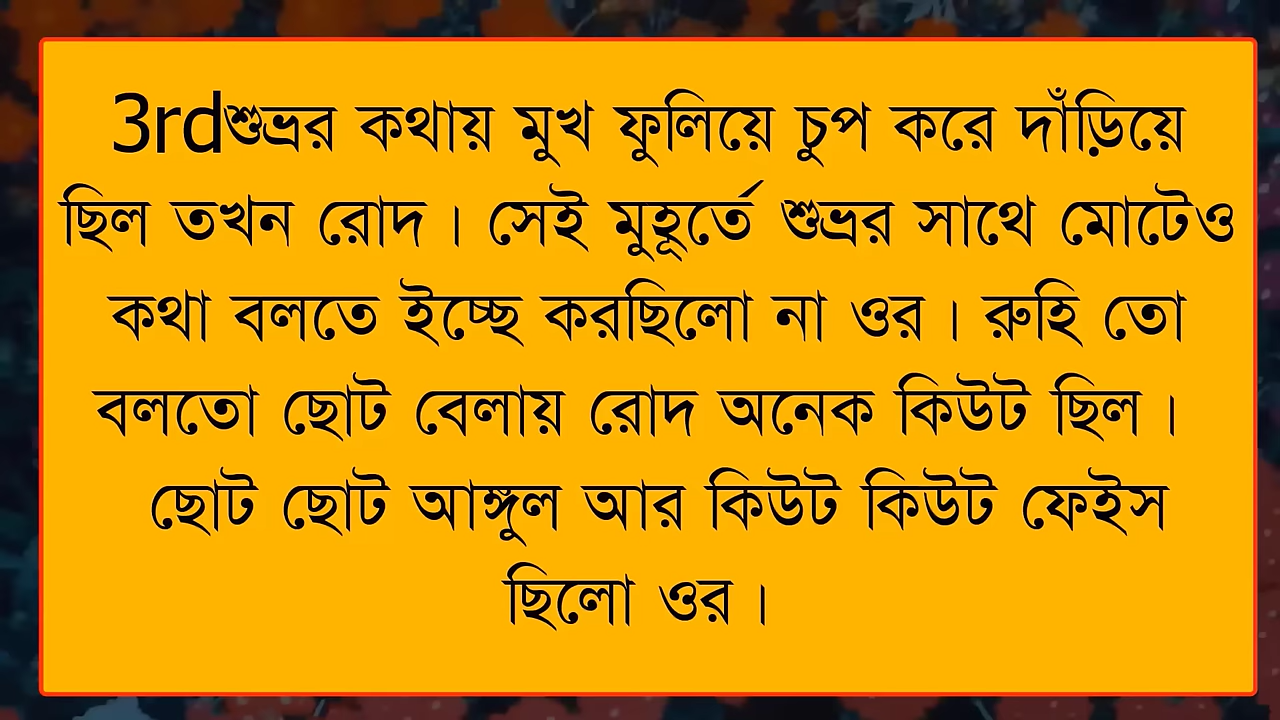 3rdশুভ্রর কথায় মুখ ফুলিয়ে চুপ করে দাঁড়িয়ে
ছিল তখন রোদ। সেই মুহূর্তে শুভ্রর সাথে মোটেও
কথা বলতে ইচ্ছে করছিলো না ওর। রুহি তো
বলতো ছোট বেলায় রোদ অনেক কিউট ছিল।
ছোট ছোট আঙ্গুল আর কিউট কিউট ফেইস
ছিলো ওর।